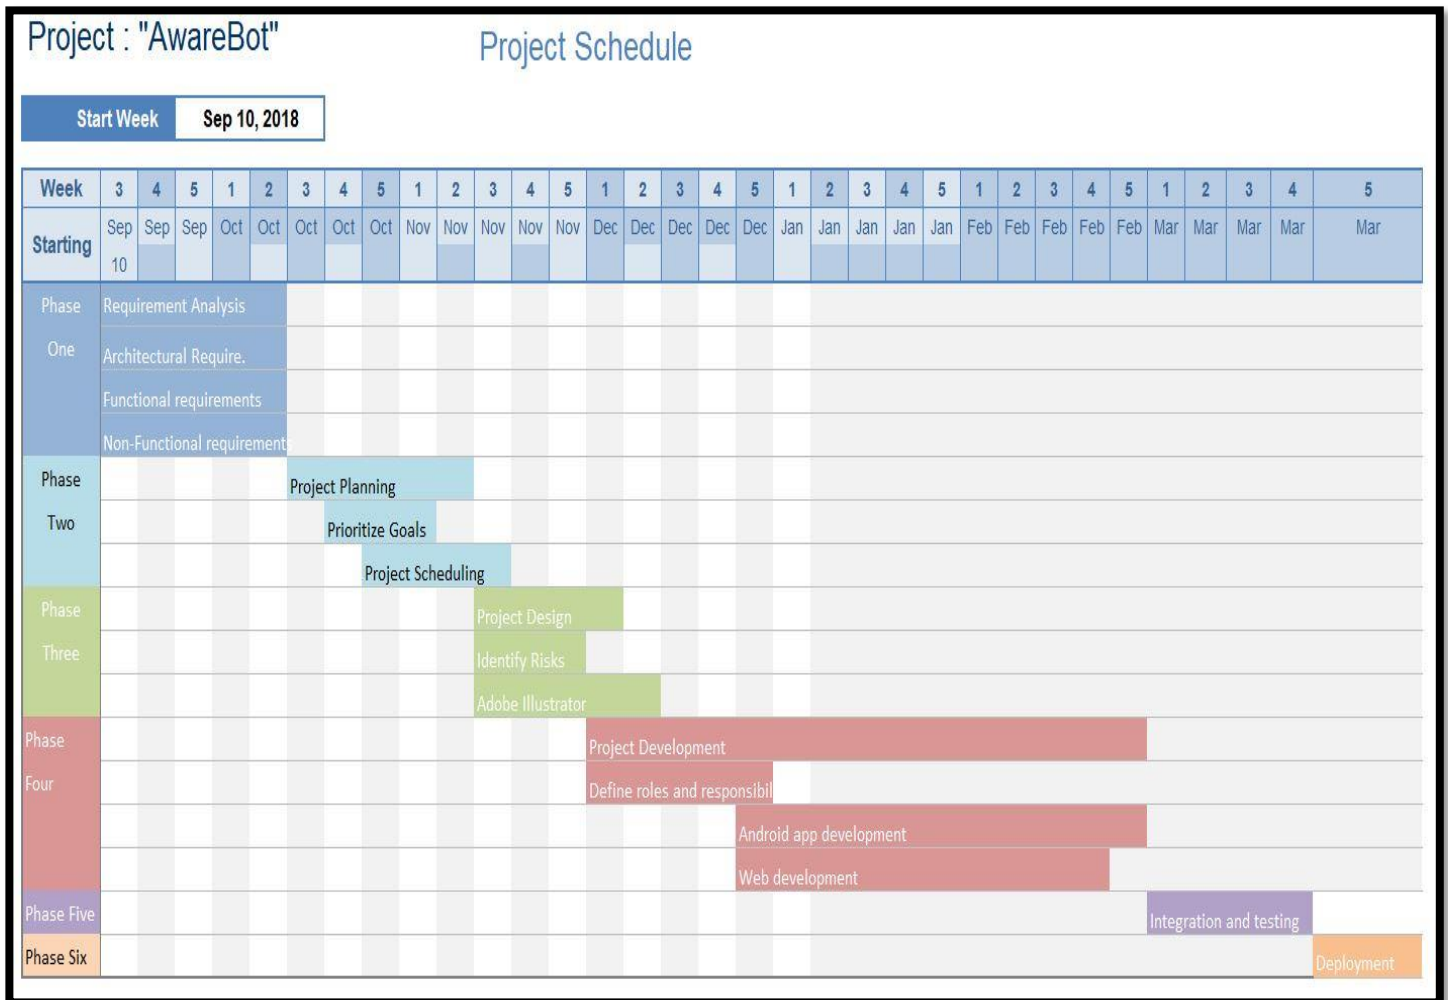 Project : "AwareBot"
Project Schedule
Start Week Sep 10, 2018
Week 3 4 5 1 2 3 4 5 1 2 3 4 5 1 2 3 4 5 1 2 3 4 5 1 2 3 4 5 1 2 3 4 5
Starting Sep Sep Sep Oct Oct Oct Oct Oct Nov Nov Nov Nov Nov Dec Dec Dec Dec Dec Jan Jan Jan Jan Jan Feb Feb Feb Feb Feb Mar Mar Mar Mar Mar
10
Phase Requirement Analysis
One Architectural Require.
Functional requirements
Non-Functional requirements
Phase Project Planning
Two Prioritize Goals
Project Scheduling
Phase Project Design
Three Identify Risks
Adobe Illustrator
Phase Project Development
Four Define roles and responsibil
Android app development
Web development
Phase Five Integration and testing
Phase Six Deployment